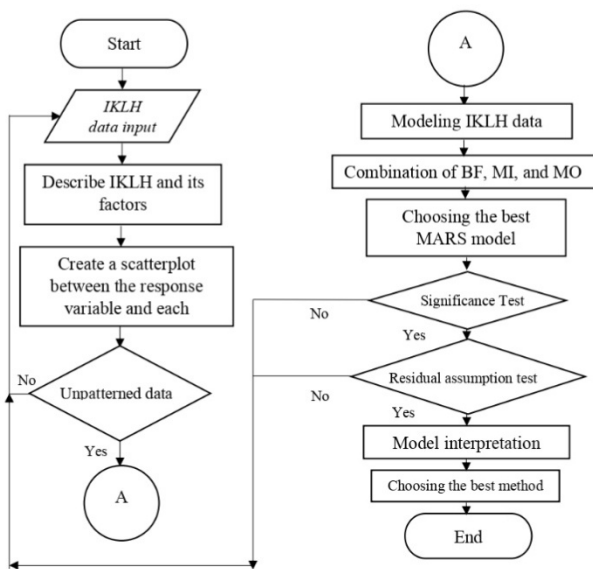 Start
IKLH
data input
Describe IKLH and its
factors
Create a scatterplot
between the response
variable and each
No
Unpatterned data
Yes
A
A
Modeling IKLH data
Combination of BF, MI, and MO
Choosing the best
MARS model
Significance Test
No
Yes
Residual assumption test
No
Yes
Model interpretation
Choosing the best method
End